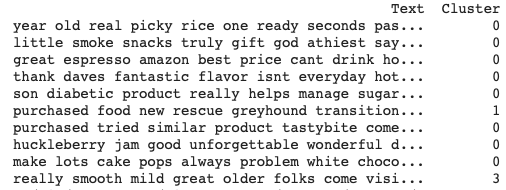 Text Cluster
year old real picky rice one ready seconds pas... 0
little smoke snacks truly gift god athiest say... 0
great espresso amazon best price cant drink ho... 0
thank daves fantastic flavor isnt everyday hot... 0
son diabetic product really helps manage sugar... 0
purchased food new rescue greyhound transition... 1
purchased tried similar product tastybite come... 0
huckleberry jam good unforgettable wonderful d... 0
make lots cake pops always problem white choco... 0
really smooth mild great older folks come visi... 3